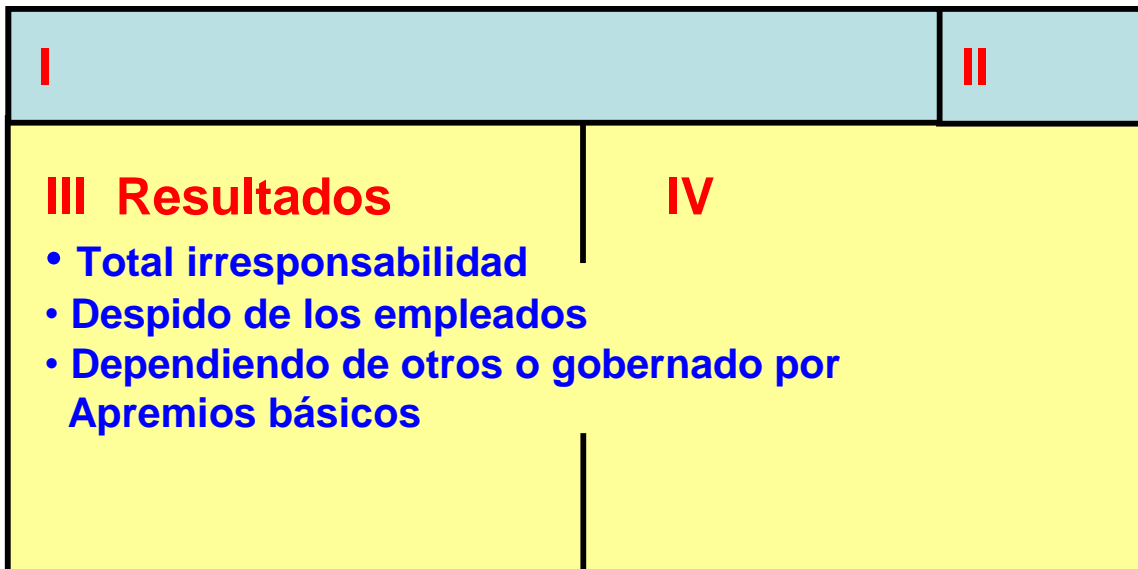 I
II
III Resultados
IV
• Total irresponsabilidad
• Despido de los empleados
• Dependiendo de otros o gobernado por
Apremios básicos